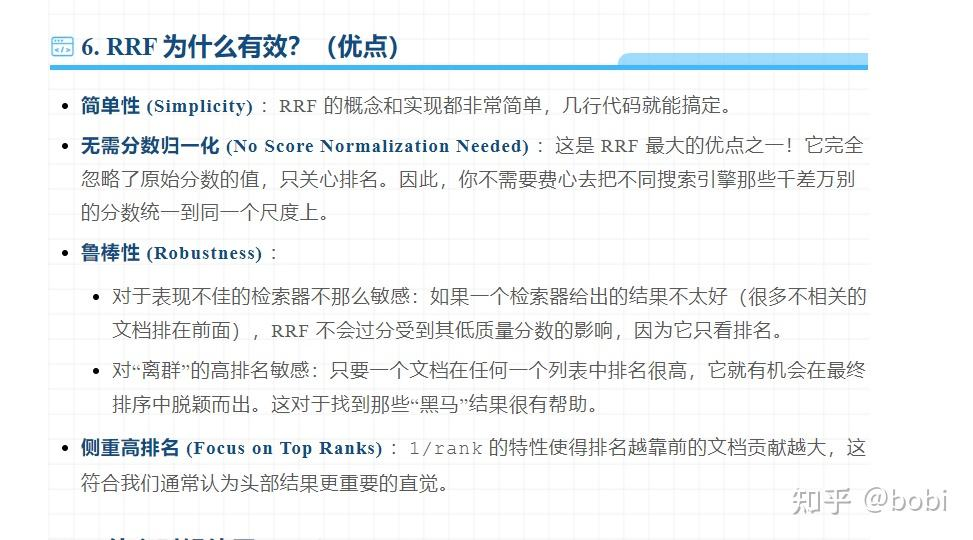 6. RRF 为什么有效？（优点）
简单性 (Simplicity) ：RRF 的概念和实现都非常简单，几行代码就能搞定。
无需分数归一化 (No Score Normalization Needed) ：这是 RRF 最大的优点之一！它完全
忽略了原始分数的值，只关心排名。因此，你不需要费心去把不同搜索引擎那些千差万别
的分数统一到同一个尺度上。
鲁棒性 (Robustness) ：
对于表现不佳的检索器不那么敏感：如果一个检索器给出的结果不太好（很多不相关的
文档排在前面），RRF 不会过分受到其低质量分数的影响，因为它只看排名。
对“离群”的高排名敏感：只要一个文档在任何一个列表中排名很高，它就有机会在最终
排序中脱颖而出。这对于找到那些“黑马”结果很有帮助。
侧重高排名 (Focus on Top Ranks) ：1/rank 的特性使得排名越靠前的文档贡献越大，这
符合我们通常认为头部结果更重要的直觉。
知乎 @bobi